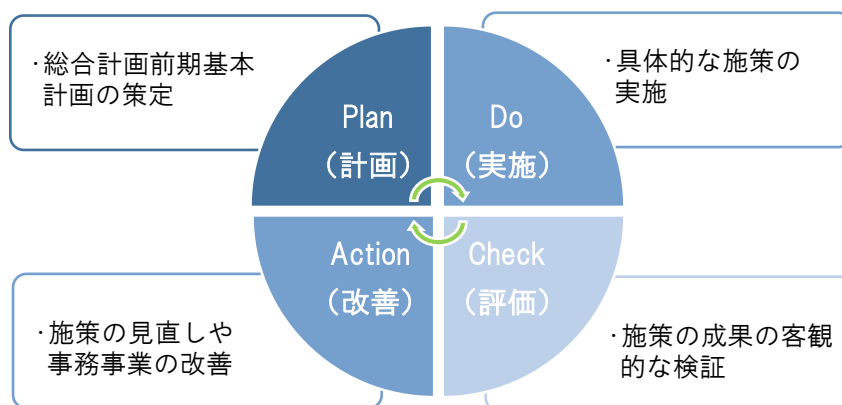 ・総合計画前期基本
計画の策定
Plan
（計画）
Do
（実施）
・具体的な施策の
実施
・施策の見直しや
事務事業の改善
Action
（改善）
Check
（評価）
・施策の成果の客観
的な検証